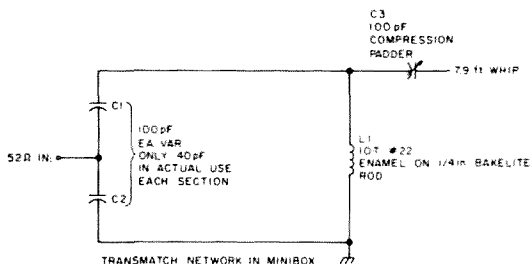 C3
100 pF
COMPRESSION
PADDER
7.9 ft WHIP
C1
100 pF
EA. VAR
ONLY 40 pF
IN ACTUAL USE
EACH SECTION
52Ω IN:
C2
L1
10T #22
ENAMEL ON 1/4 in BAKELITE
ROD
TRANSMATCH NETWORK IN MINIBOX